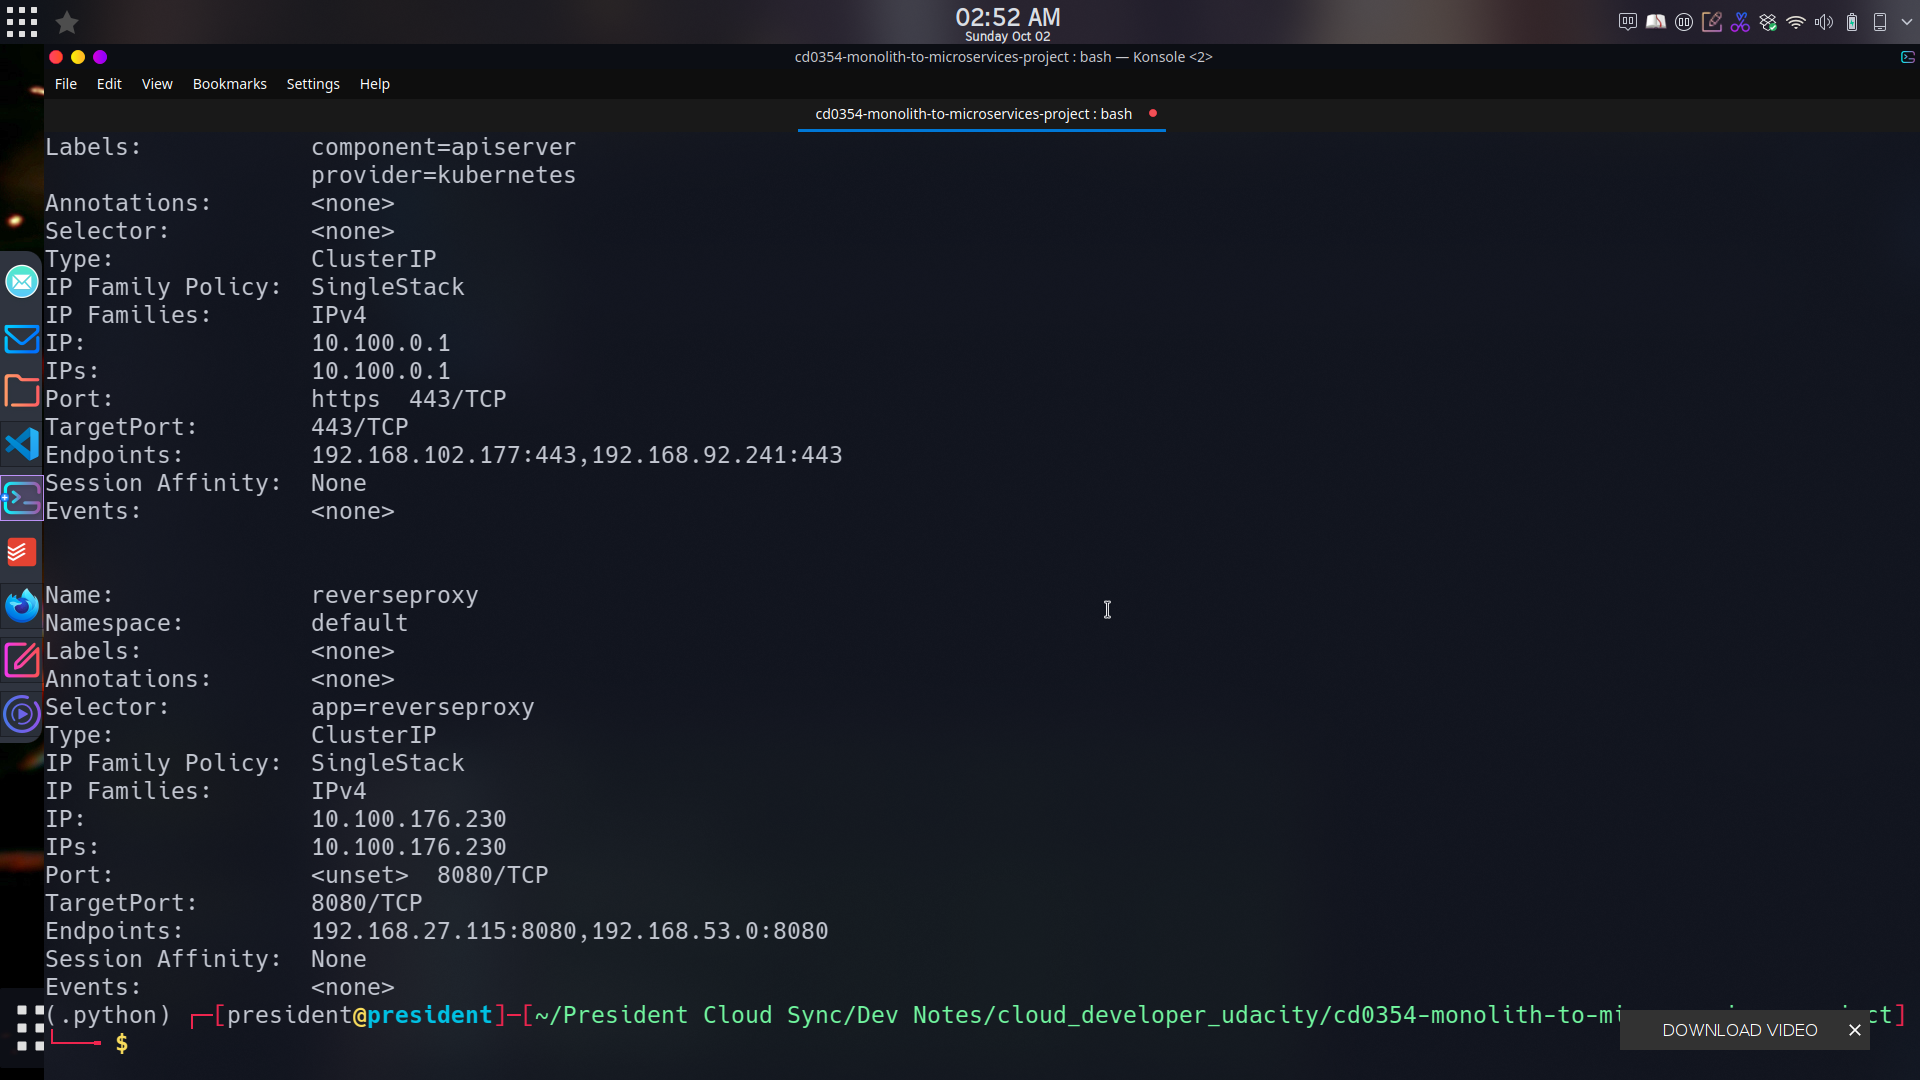 02:52 AM
Sunday Oct 02
cd0354-monolith-to-microservices-project : bash — Konsole <2>
File Edit View Bookmarks Settings Help
cd0354-monolith-to-microservices-project : bash
Labels:            component=apiserver
                   provider=kubernetes
Annotations:       <none>
Selector:          <none>
Type:              ClusterIP
IP Family Policy:  SingleStack
IP Families:       IPv4
IP:                10.100.0.1
IPs:               10.100.0.1
Port:              https  443/TCP
TargetPort:        443/TCP
Endpoints:         192.168.102.177:443,192.168.92.241:443
Session Affinity:  None
Events:            <none>
Name:              reverseproxy
Namespace:         default
Labels:            <none>
Annotations:       <none>
Selector:          app=reverseproxy
Type:              ClusterIP
IP Family Policy:  SingleStack
IP Families:       IPv4
IP:                10.100.176.230
IPs:               10.100.176.230
Port:              <unset>  8080/TCP
TargetPort:        8080/TCP
Endpoints:         192.168.27.115:8080,192.168.53.0:8080
Session Affinity:  None
Events:            <none>
(.python) ┌─[president@president]─[~/President Cloud Sync/Dev Notes/cloud_developer_udacity/cd0354-monolith-to-mi ct]
└──╼ $
DOWNLOAD VIDEO ✕